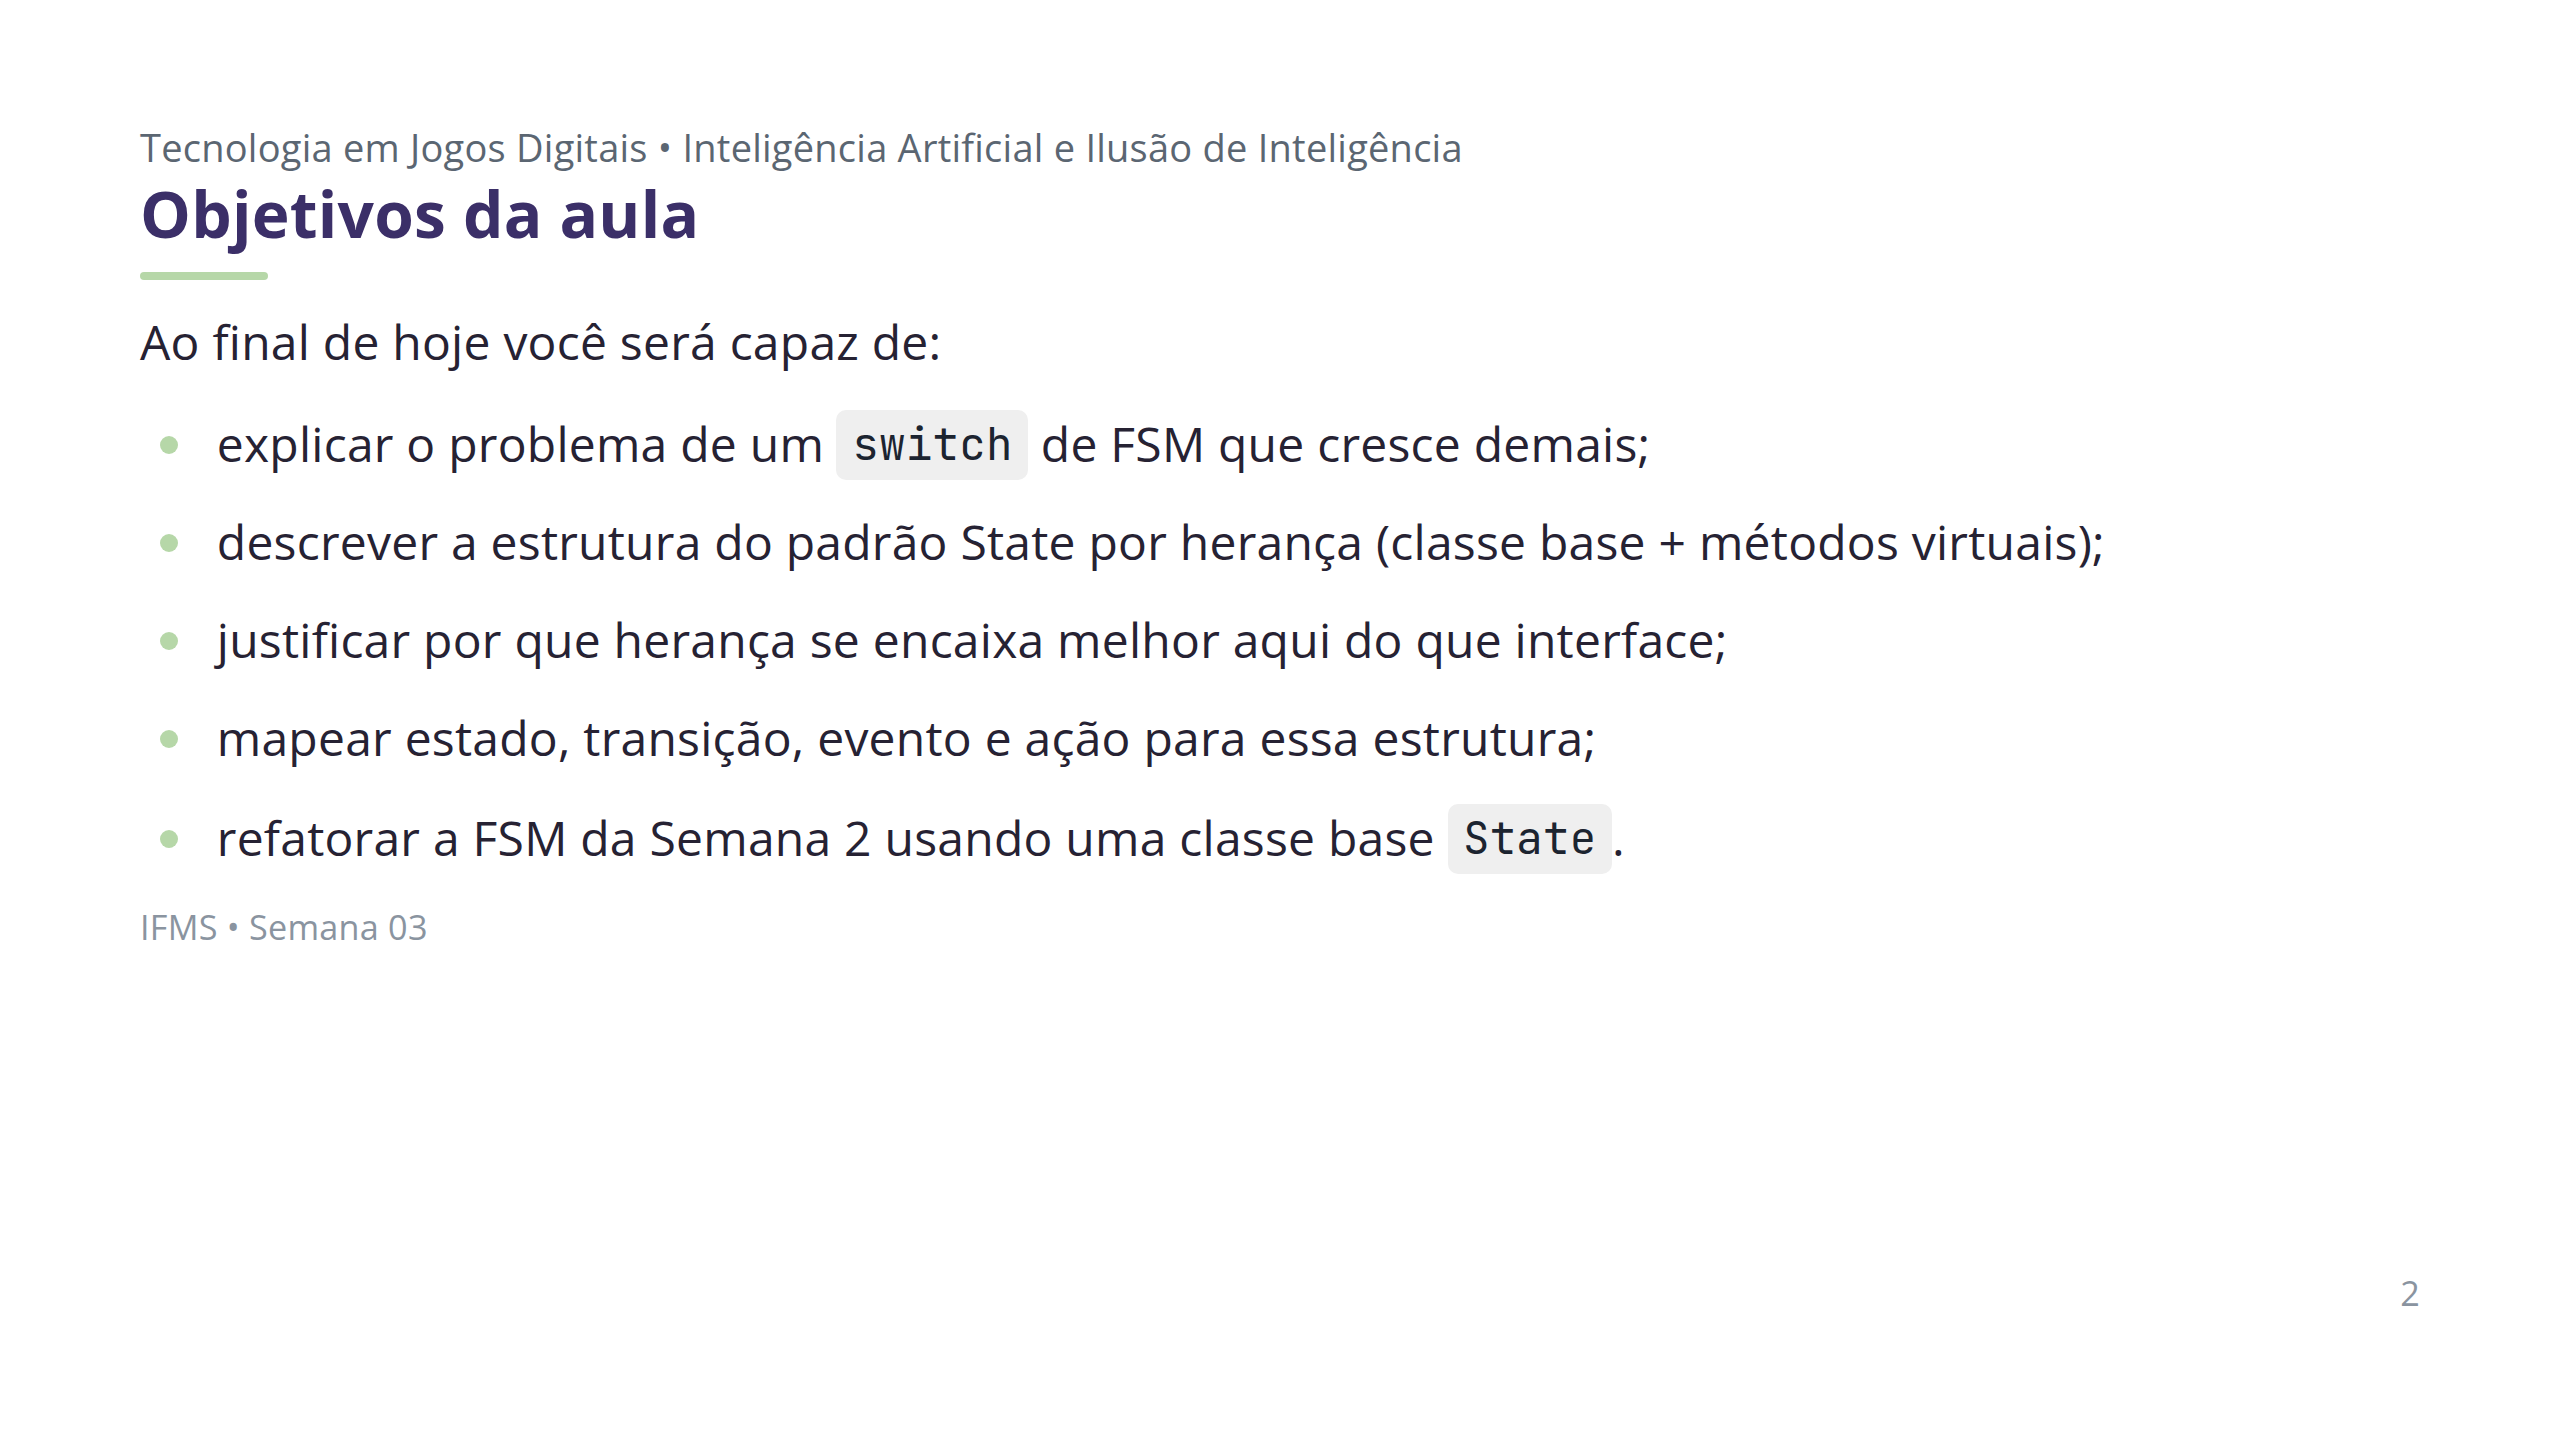 Tecnologia em Jogos Digitais • Inteligência Artificial e Ilusão de Inteligência
Objetivos da aula
Ao final de hoje você será capaz de:
• explicar o problema de um switch de FSM que cresce demais;
• descrever a estrutura do padrão State por herança (classe base + métodos virtuais);
• justificar por que herança se encaixa melhor aqui do que interface;
• mapear estado, transição, evento e ação para essa estrutura;
• refatorar a FSM da Semana 2 usando uma classe base State.
IFMS • Semana 03
2